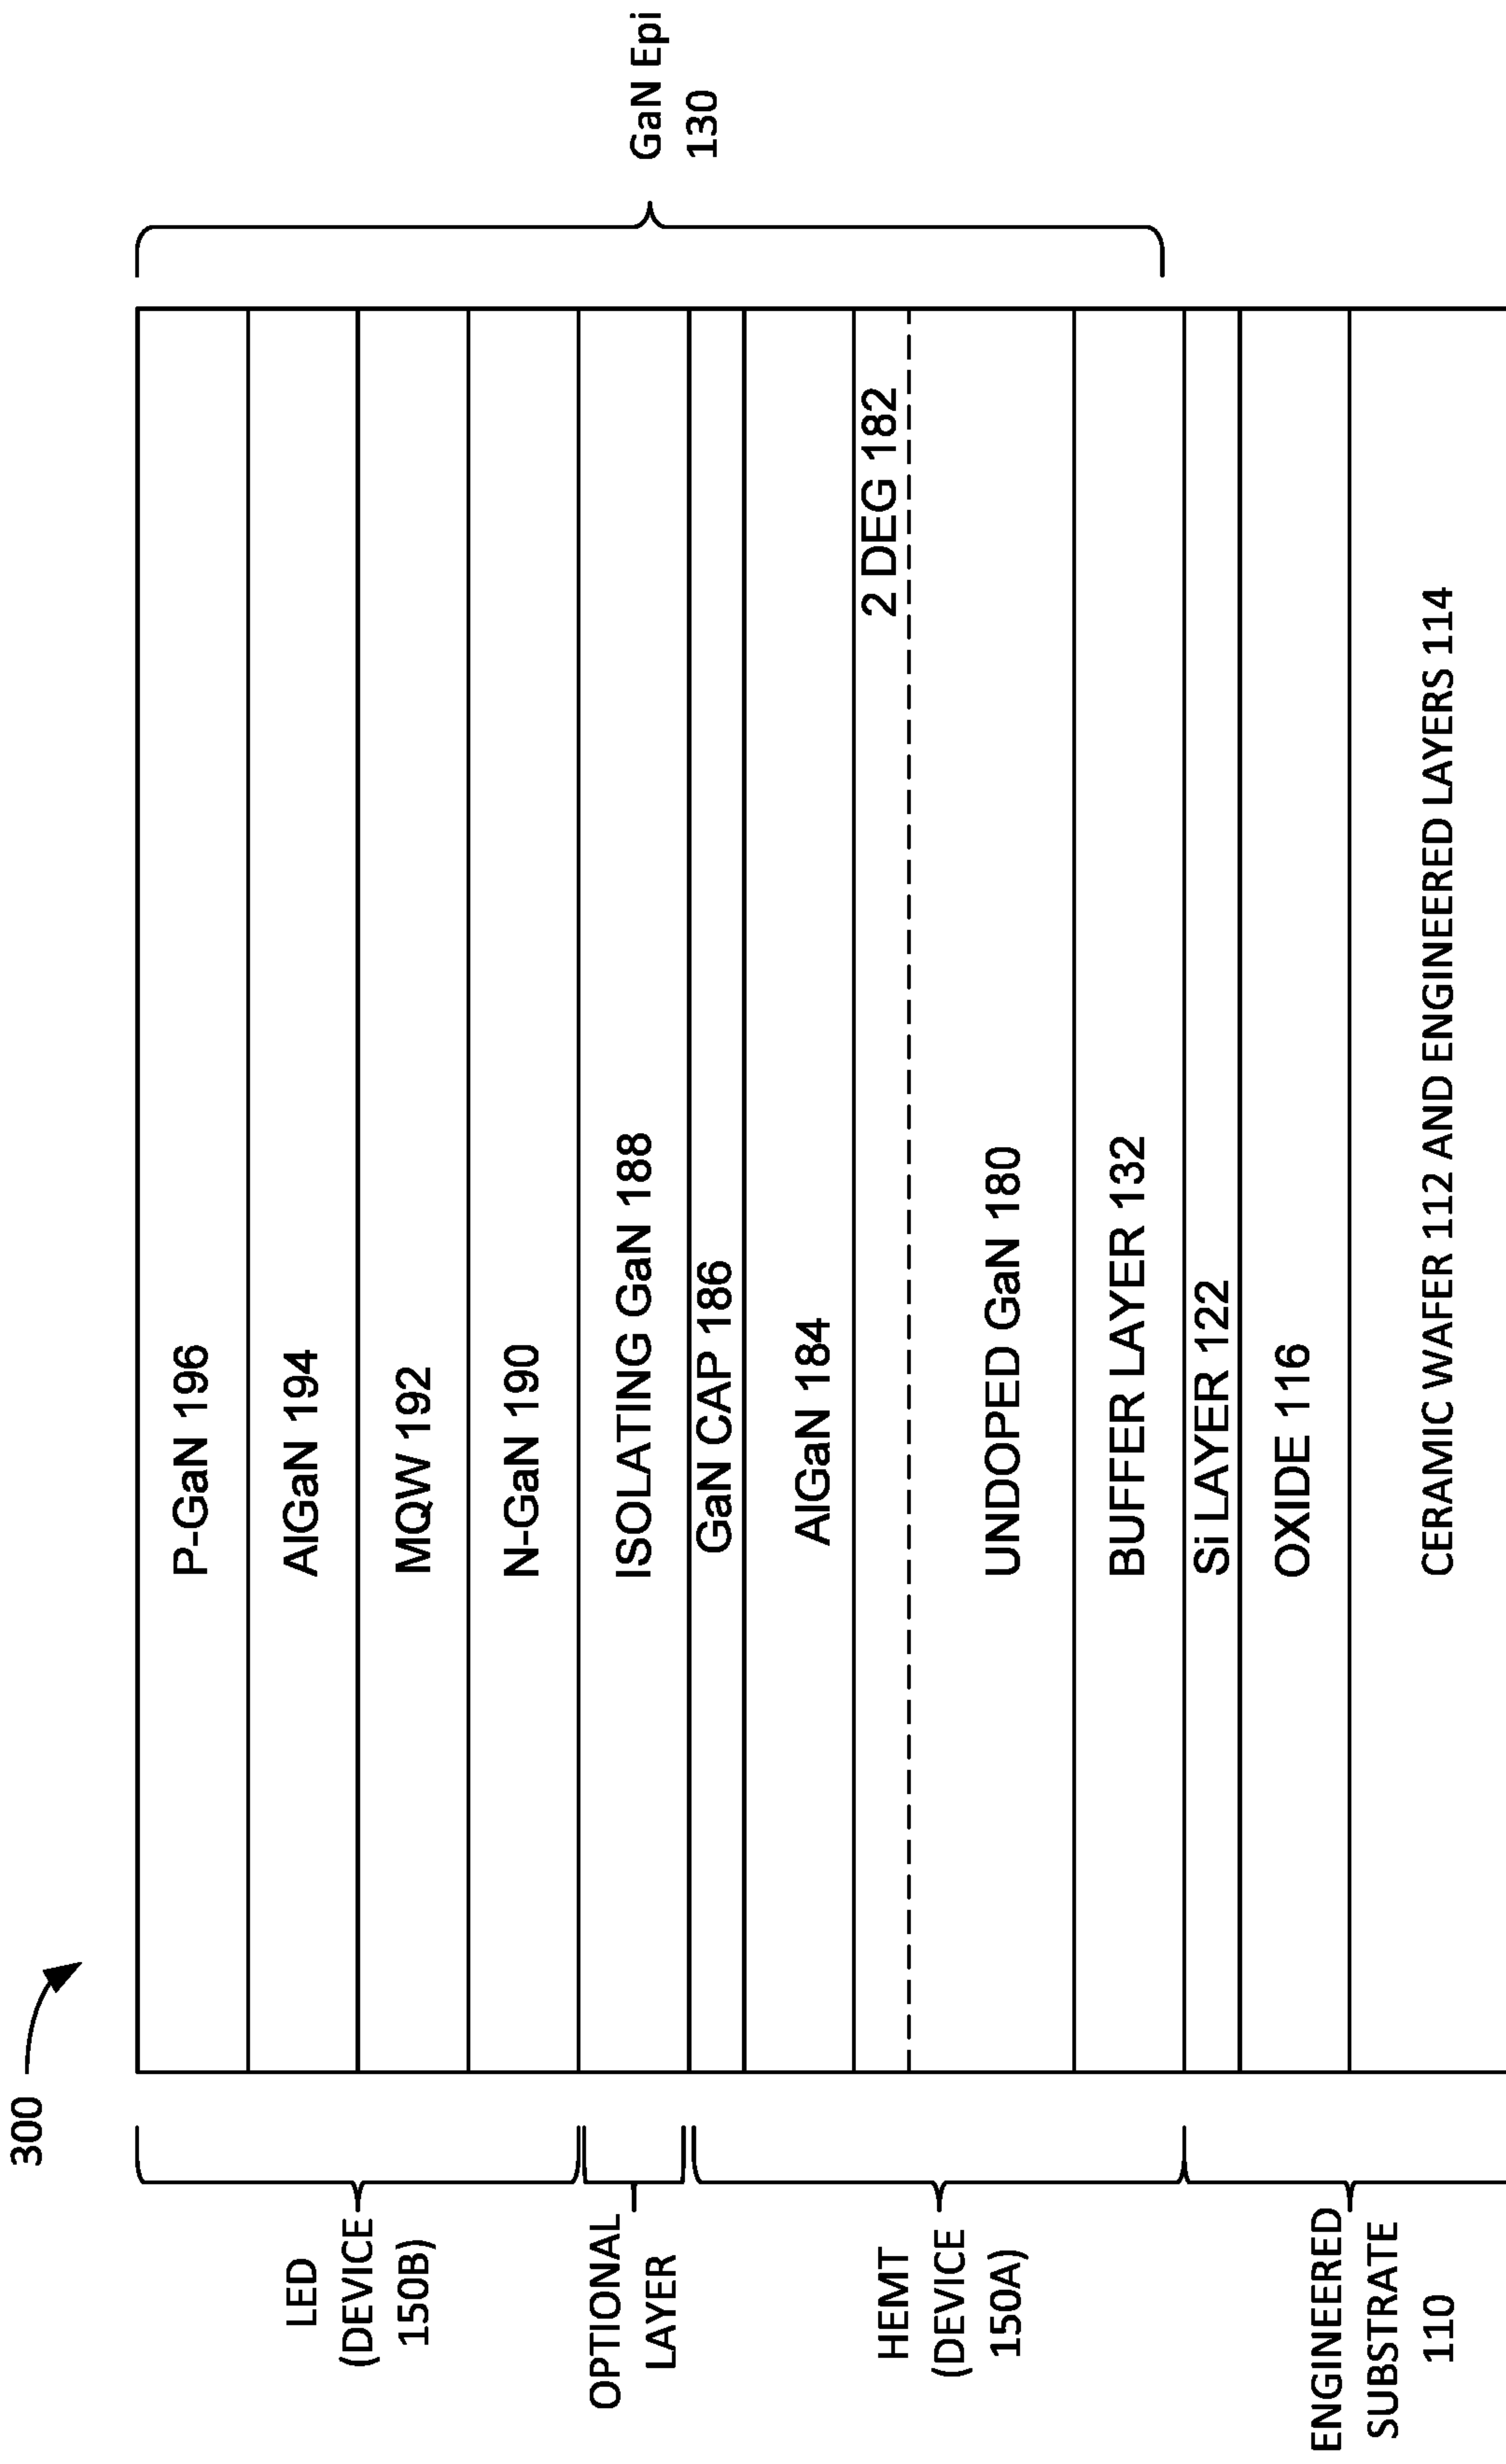 300
P-GaN 196
AlGaN 194
MQW 192
N-GaN 190
ISOLATING GaN 188
GaN CAP 186
AlGaN 184
2 DEG 182
UNDOPED GaN 180
BUFFER LAYER 132
Si LAYER 122
OXIDE 116
CERAMIC WAFER 112 AND ENGINEERED LAYERS 114
LED
(DEVICE
150B)
OPTIONAL
LAYER
HEMT
(DEVICE
150A)
ENGINEERED
SUBSTRATE
110
GaN Epi
130